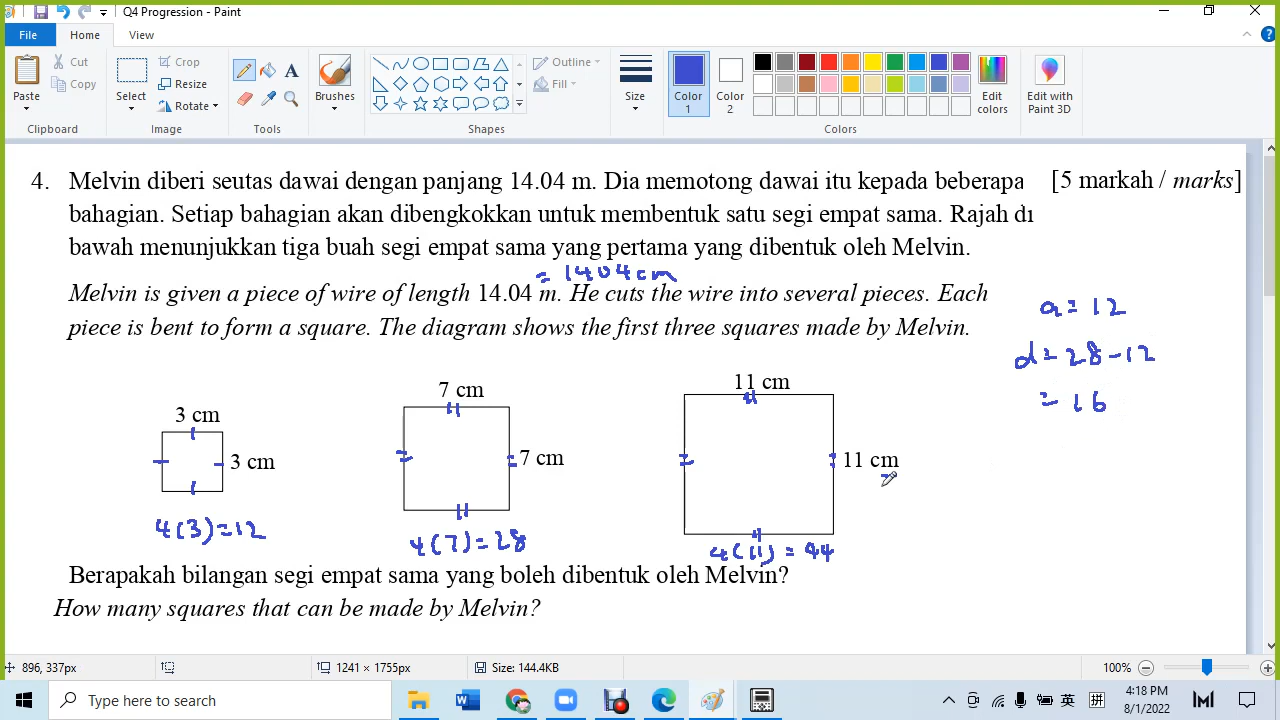 Q4 Progression - Paint
File Home View
Paste
Cut
Copy
Clipboard
Select
Crop
Resize
Rotate
Image
Tools
Brushes
Shapes
Outline
Fill
Size
Color 1
Color 2
Colors
Edit colors
Edit with Paint 3D
4. Melvin diberi seutas dawai dengan panjang 14.04 m. Dia memotong dawai itu kepada beberapa [5 markah / marks]
bahagian. Setiap bahagian akan dibengkokkan untuk membentuk satu segi empat sama. Rajah di
bawah menunjukkan tiga buah segi empat sama yang pertama yang dibentuk oleh Melvin.
= 1404cm
Melvin is given a piece of wire of length 14.04 m. He cuts the wire into several pieces. Each
piece is bent to form a square. The diagram shows the first three squares made by Melvin.
a = 12
d = 28 - 12
= 16
3 cm
3 cm
4(3)=12
7 cm
7 cm
4(7)=28
11 cm
11 cm
4(11) = 44
Berapakah bilangan segi empat sama yang boleh dibentuk oleh Melvin?
How many squares that can be made by Melvin?
896, 337px
1241 × 1755px
Size: 144.4KB
100%
Type here to search
英
拼
4:18 PM
8/1/2022